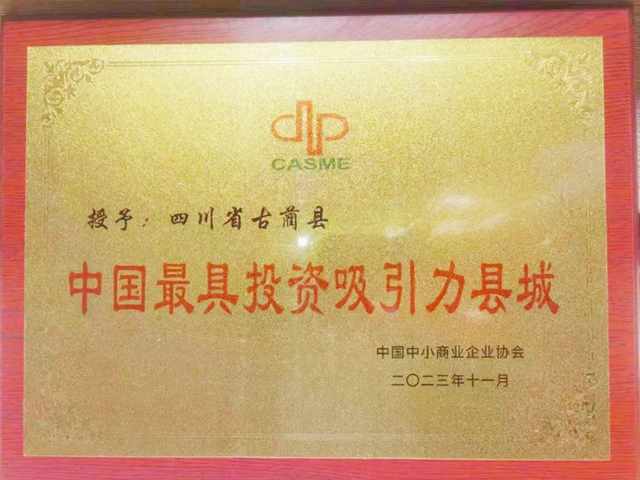 CASME
授予：四川省古蔺县
中国最具投资吸引力县城
中国中小商业企业协会
二〇二三年十一月